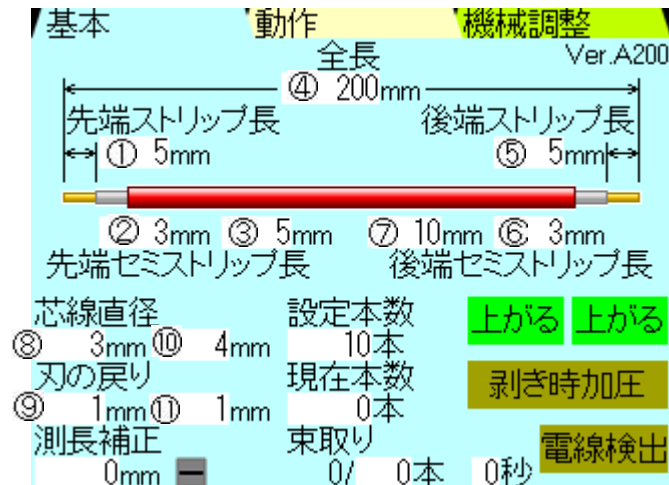 基本 動作 機械調整
全長 Ver.A200
④ 200mm
先端ストリップ長 後端ストリップ長
① 5mm ⑤ 5mm
② 3mm ③ 5mm ⑦ 10mm ⑥ 3mm
先端セミストリップ長 後端セミストリップ長
芯線直径 設定本数 上がる 上がる
⑧ 3mm ⑩ 4mm 10本
刃の戻り 現在本数 剥き時加圧
⑨ 1mm ⑪ 1mm 0本
測長補正 束取り 電線検出
0mm ー 0/ 0本 0秒